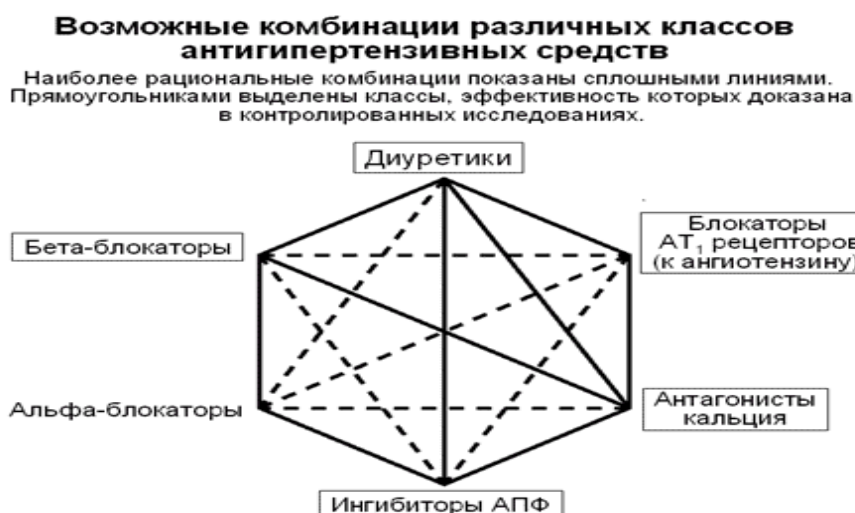 Возможные комбинации различных классов
антигипертензивных средств
Наиболее рациональные комбинации показаны сплошными линиями.
Прямоугольниками выделены классы, эффективность которых доказана
в контролированных исследованиях.
Диуретики
Бета-блокаторы
Блокаторы
АТ₁ рецепторов
(к ангиотензину)
Альфа-блокаторы
Антагонисты
кальция
Ингибиторы АПФ